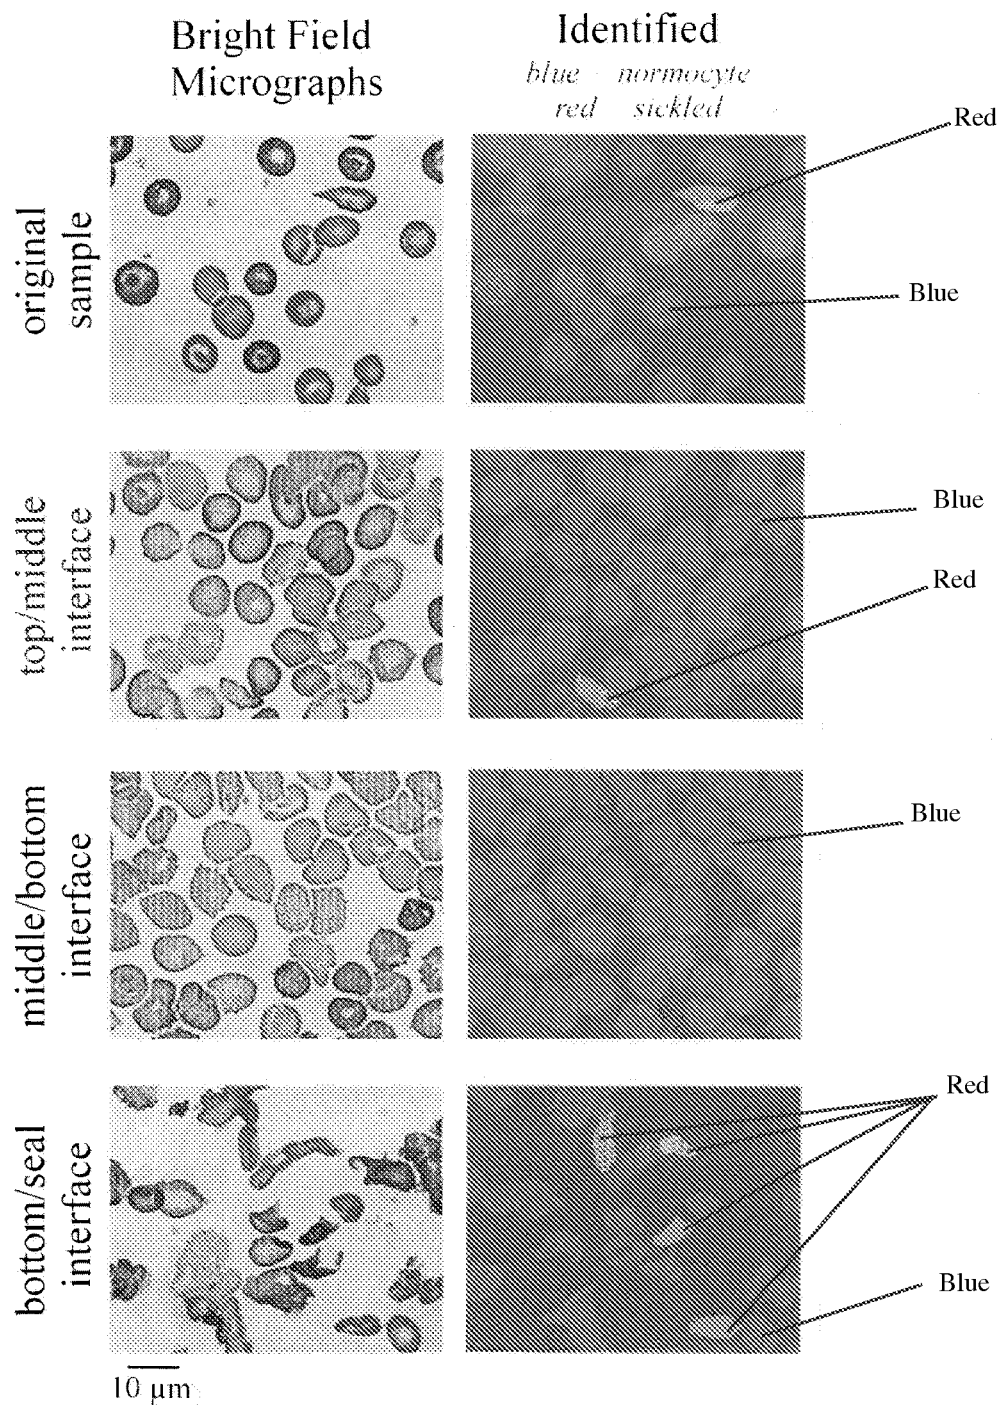 Bright Field
Micrographs
Identified
blue normocyte
red sickled
original
sample
Red
Blue
top/middle
interface
Blue
Red
middle/bottom
interface
Blue
bottom/seal
interface
Red
Blue
10 µm